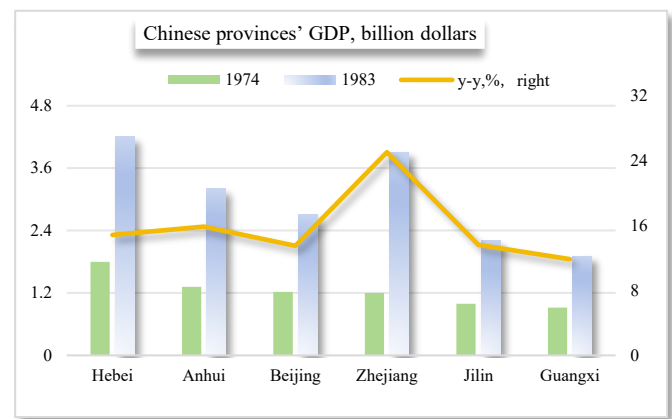 Chinese provinces’ GDP, billion dollars
1974 1983 y-y,%, right
4.8 32
3.6 24
2.4 16
1.2 8
0 0
Hebei Anhui Beijing Zhejiang Jilin Guangxi